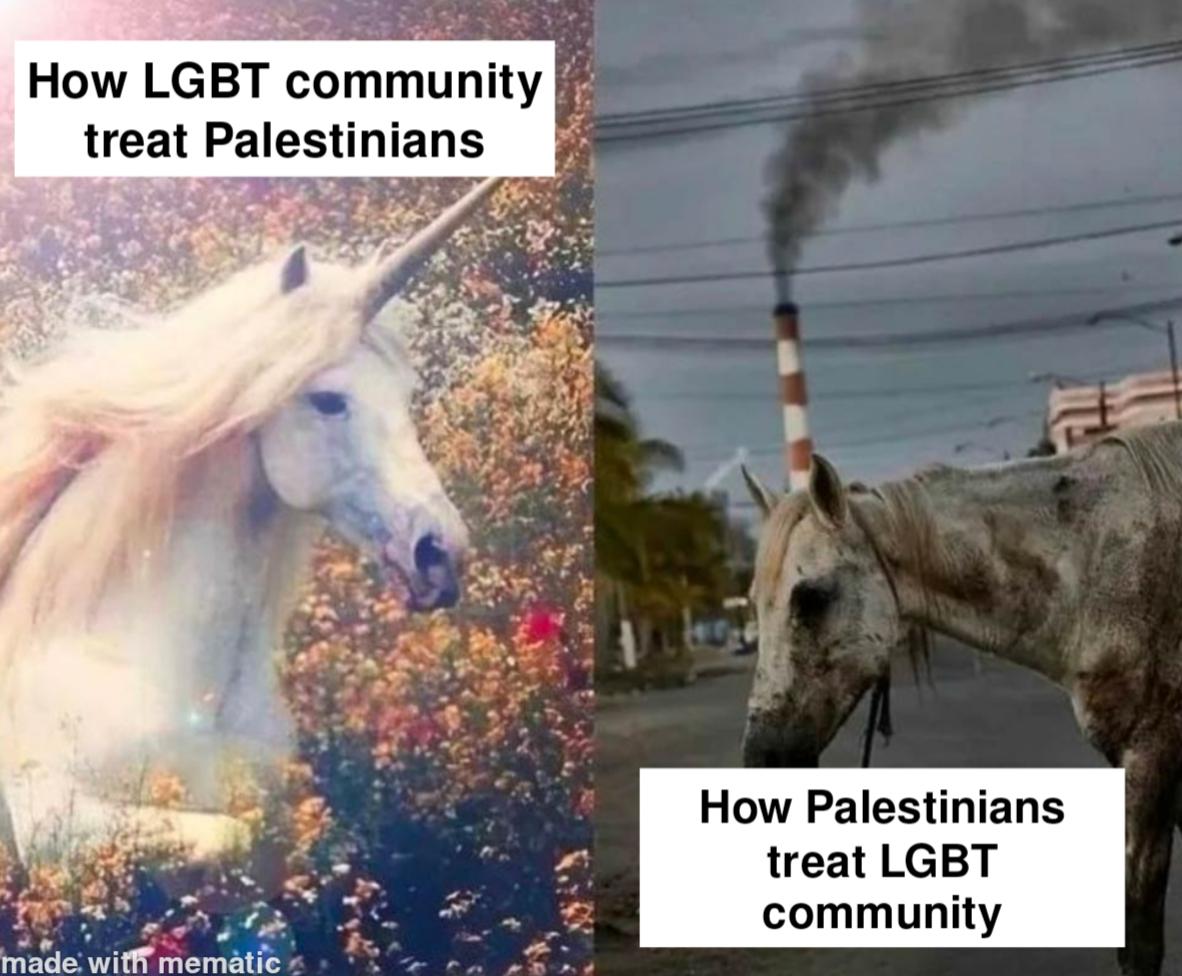 How LGBT community
treat Palestinians
How Palestinians
treat LGBT
community
made with mematic